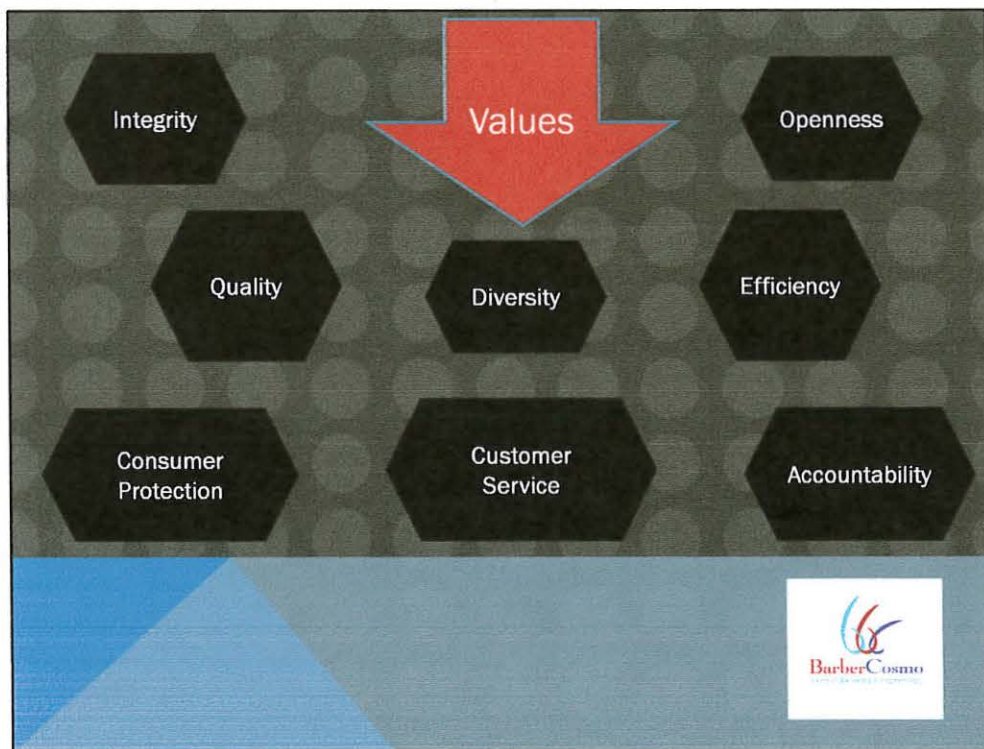 Values
Integrity
Openness
Quality
Diversity
Efficiency
Consumer
Protection
Customer
Service
Accountability
BarberCosmo